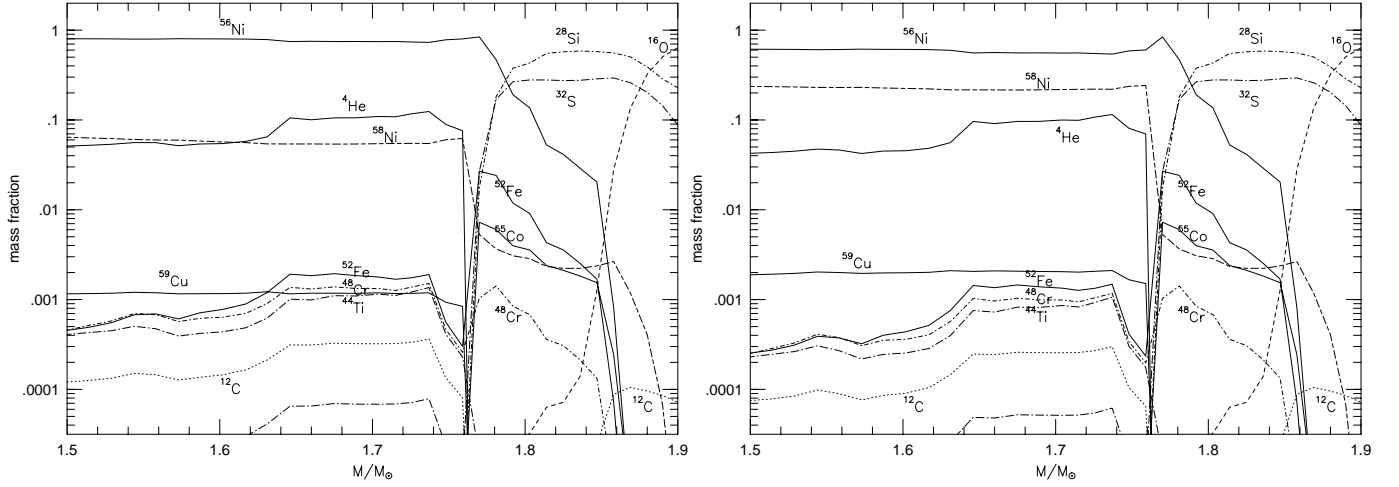 mass fraction
1
.1
.01
.001
.0001
⁵⁶Ni
²⁸Si
¹⁶O
³²S
⁴He
⁵⁸Ni
⁵²Fe
⁵⁵Co
⁵⁹Cu
⁵²Fe
⁴⁸Cr
⁴⁴Ti
⁴⁸Cr
¹²C
¹²C
1.5 1.6 1.7 1.8 1.9
M/M☉
mass fraction
1
.1
.01
.001
.0001
⁵⁶Ni
²⁸Si
¹⁶O
⁵⁸Ni
³²S
⁴He
⁵²Fe
⁵⁵Co
⁵⁹Cu
⁵²Fe
⁴⁸Cr
⁴⁴Ti
⁴⁸Cr
¹²C
¹²C
1.5 1.6 1.7 1.8 1.9
M/M☉